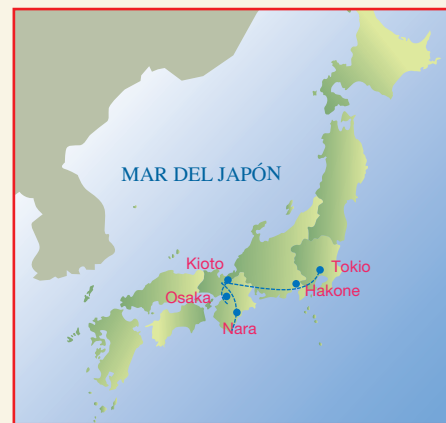 MAR DEL JAPÓN
Kioto
Tokio
Osaka
Hakone
Nara